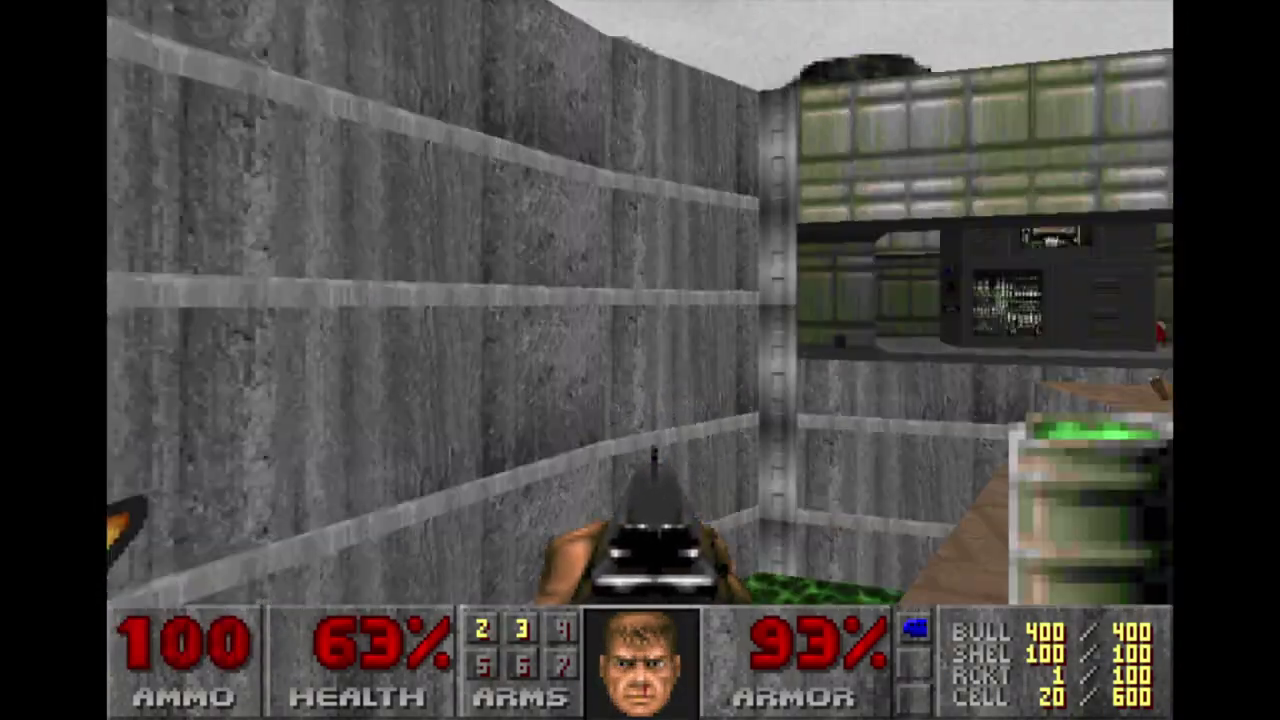 100 63% 2 3 4 93% BULL 400 / 400
5 6 7 SHEL 100 / 100
RCKT 1 / 100
AMMO HEALTH ARMS ARMOR CELL 20 / 600